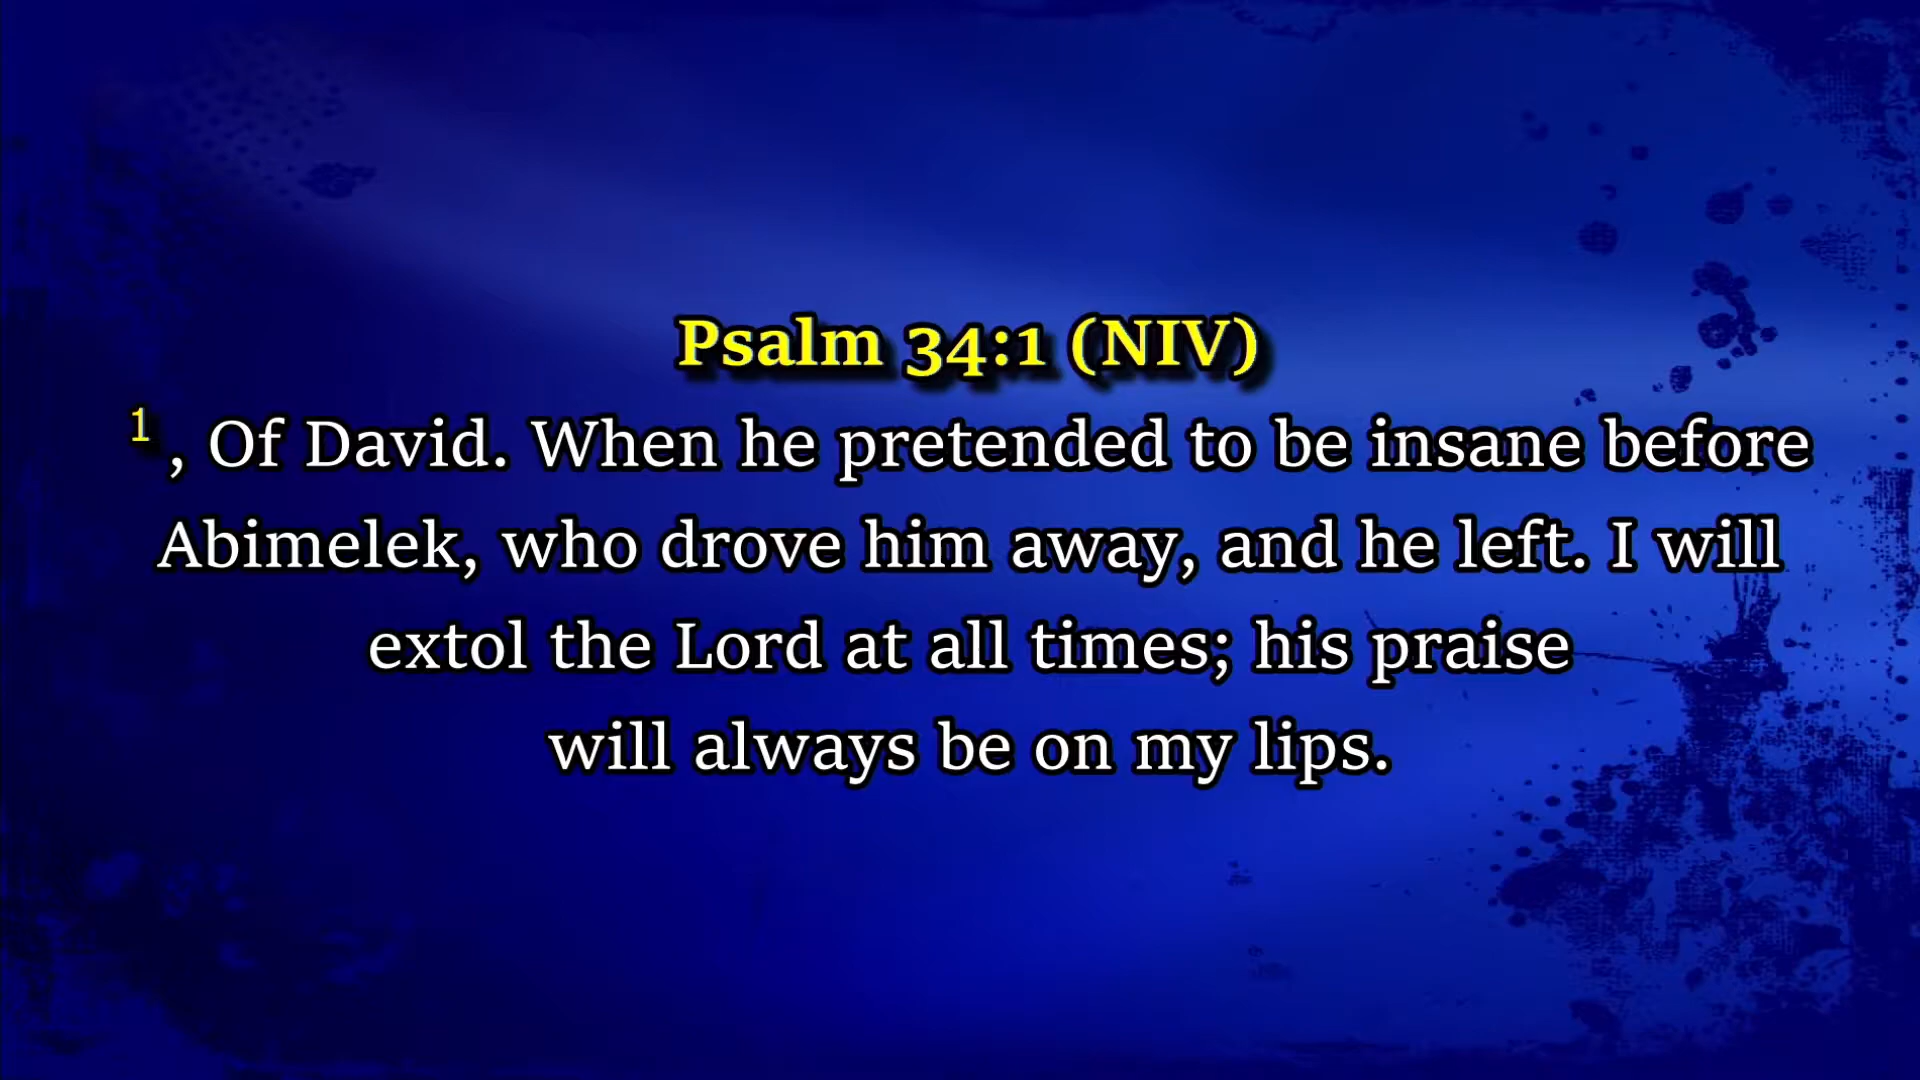 Psalm 34:1 (NIV)
1 , Of David. When he pretended to be insane before
Abimelek, who drove him away, and he left. I will
extol the Lord at all times; his praise
will always be on my lips.